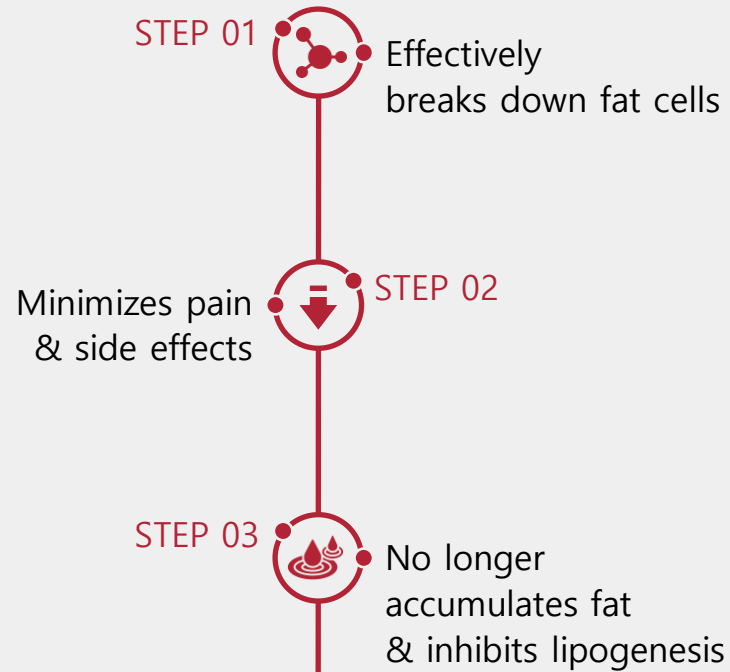 STEP 01
Effectively
breaks down fat cells
STEP 02
Minimizes pain
& side effects
STEP 03
No longer
accumulates fat
& inhibits lipogenesis